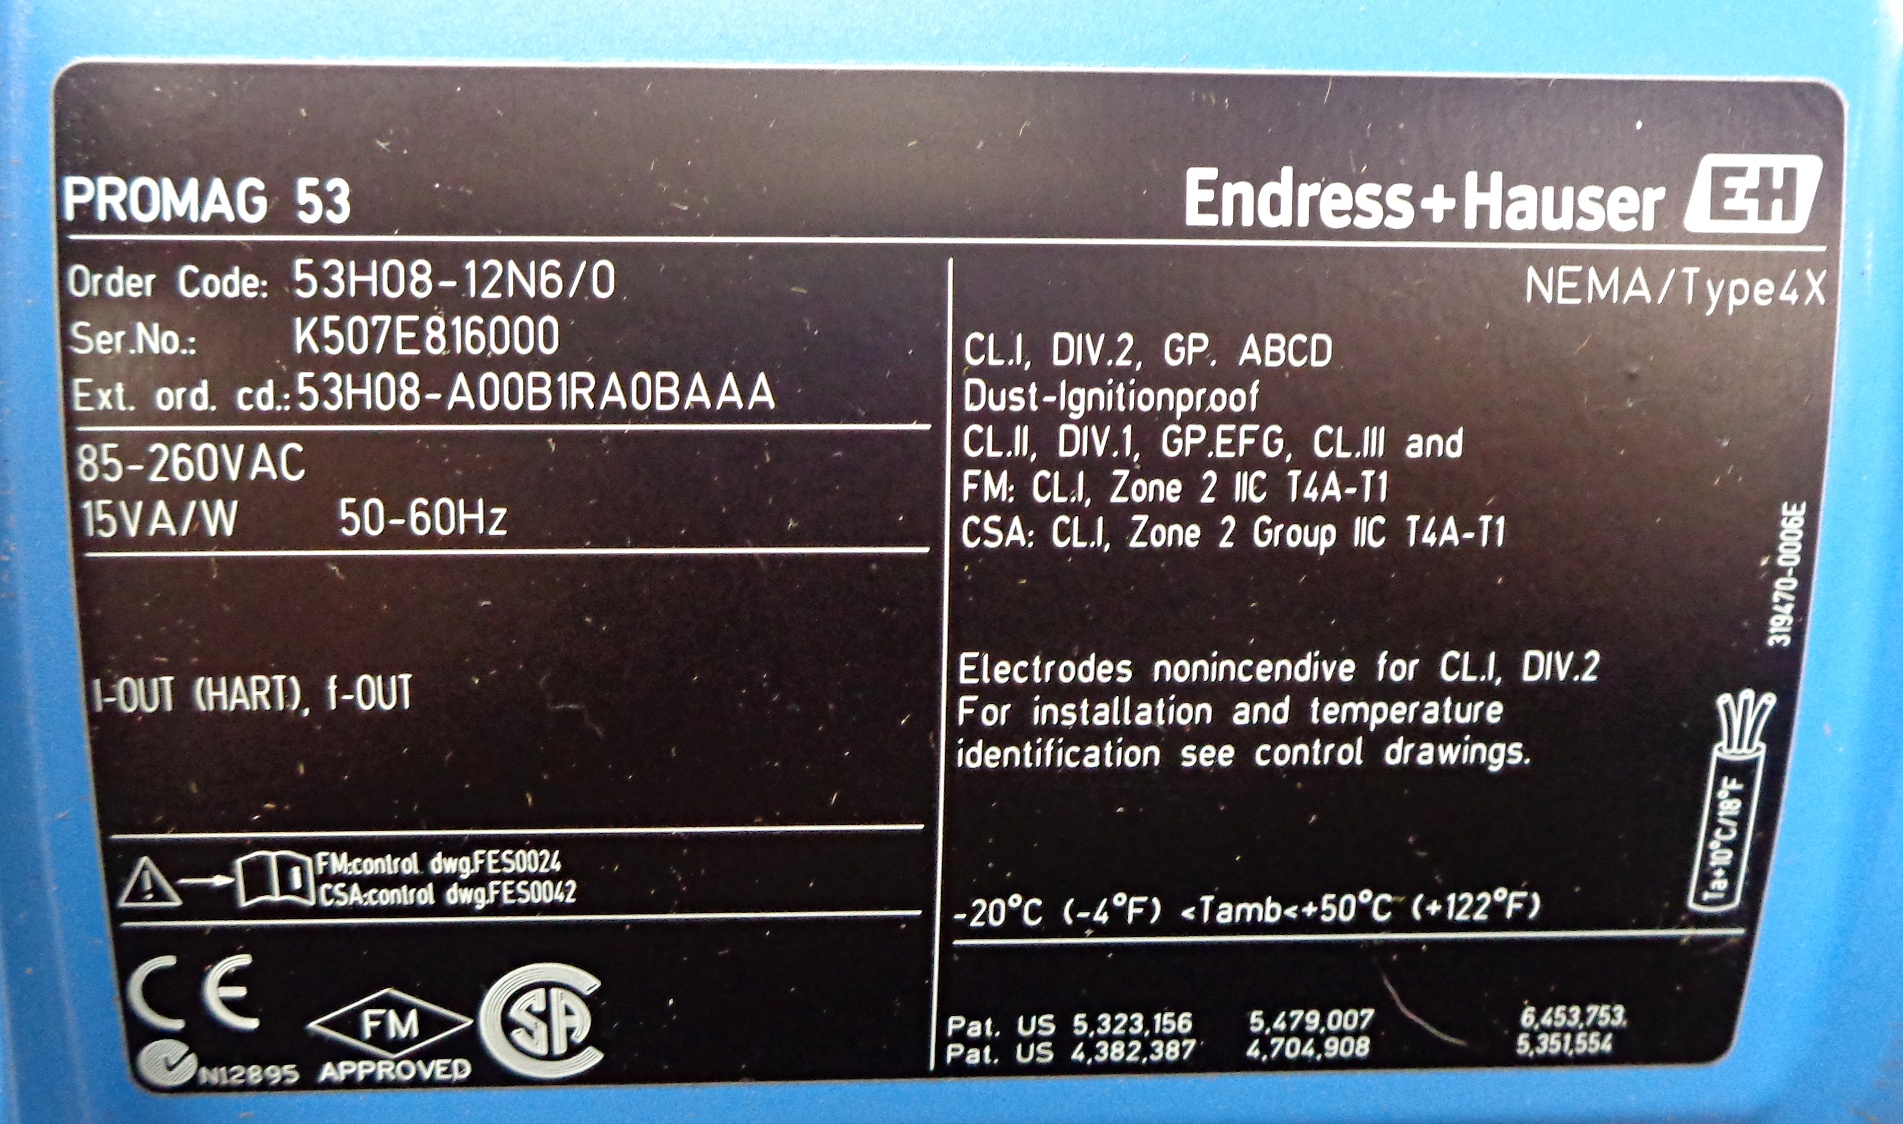 PROMAG 53
Endress+Hauser EH
Order Code: 53H08-12N6/0
Ser.No.: K507E816000
Ext. ord. cd.: 53H08-A00B1RA0BAAA
85-260VAC
15VA/W 50-60Hz
I-OUT (HART), f-OUT
FM:control dwg.FES0024
CSA:control dwg.FES0042
CE
N12895
FM
APPROVED
CSA
NEMA/Type4X
CL.I, DIV.2, GP. ABCD
Dust-Ignitionproof
CL.II, DIV.1, GP.EFG, CL.III and
FM: CL.I, Zone 2 IIC T4A-T1
CSA: CL.I, Zone 2 Group IIC T4A-T1
319470-0006E
Electrodes nonincendive for CL.I, DIV.2
For installation and temperature
identification see control drawings.
Ta+10°C/18°F
-20°C (-4°F) <Tamb<+50°C (+122°F)
Pat. US 5,323,156 5,479,007 6,453,753,
Pat. US 4,382,387 4,704,908 5,351,554